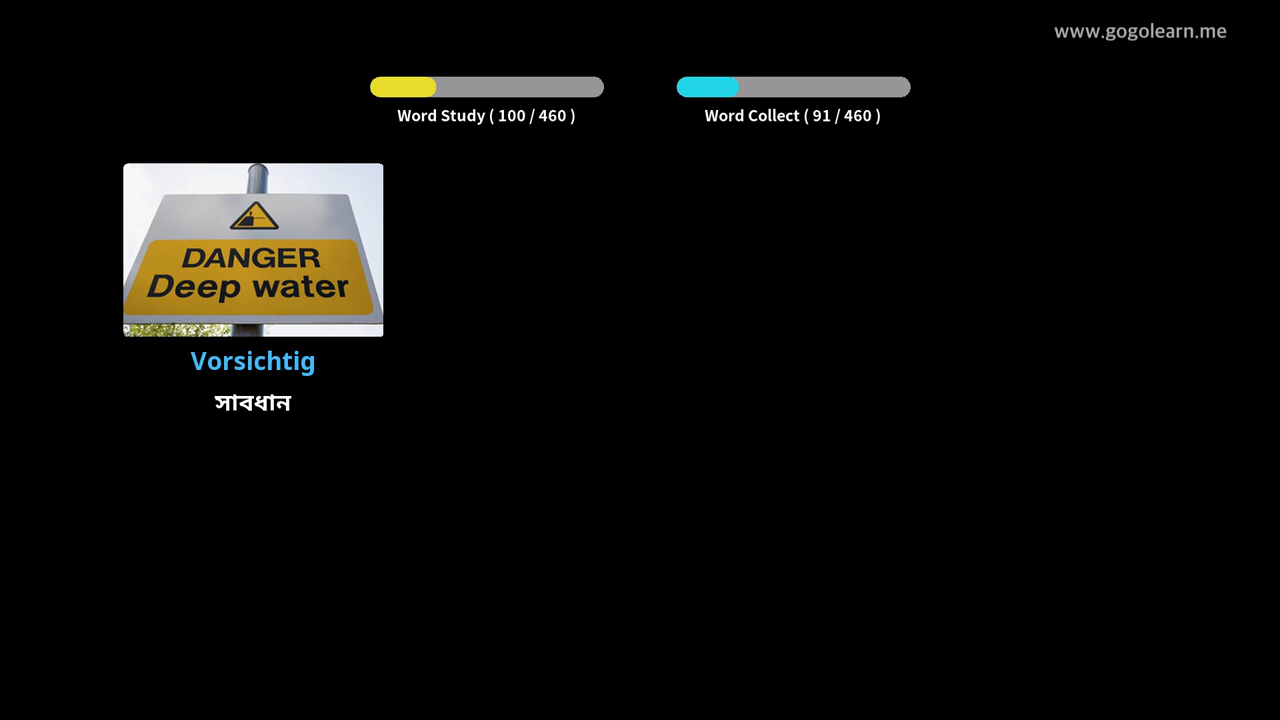 www.gogolearn.me
Word Study ( 100 / 460 )
Word Collect ( 91 / 460 )
DANGER
Deep water
Vorsichtig
সাবধান